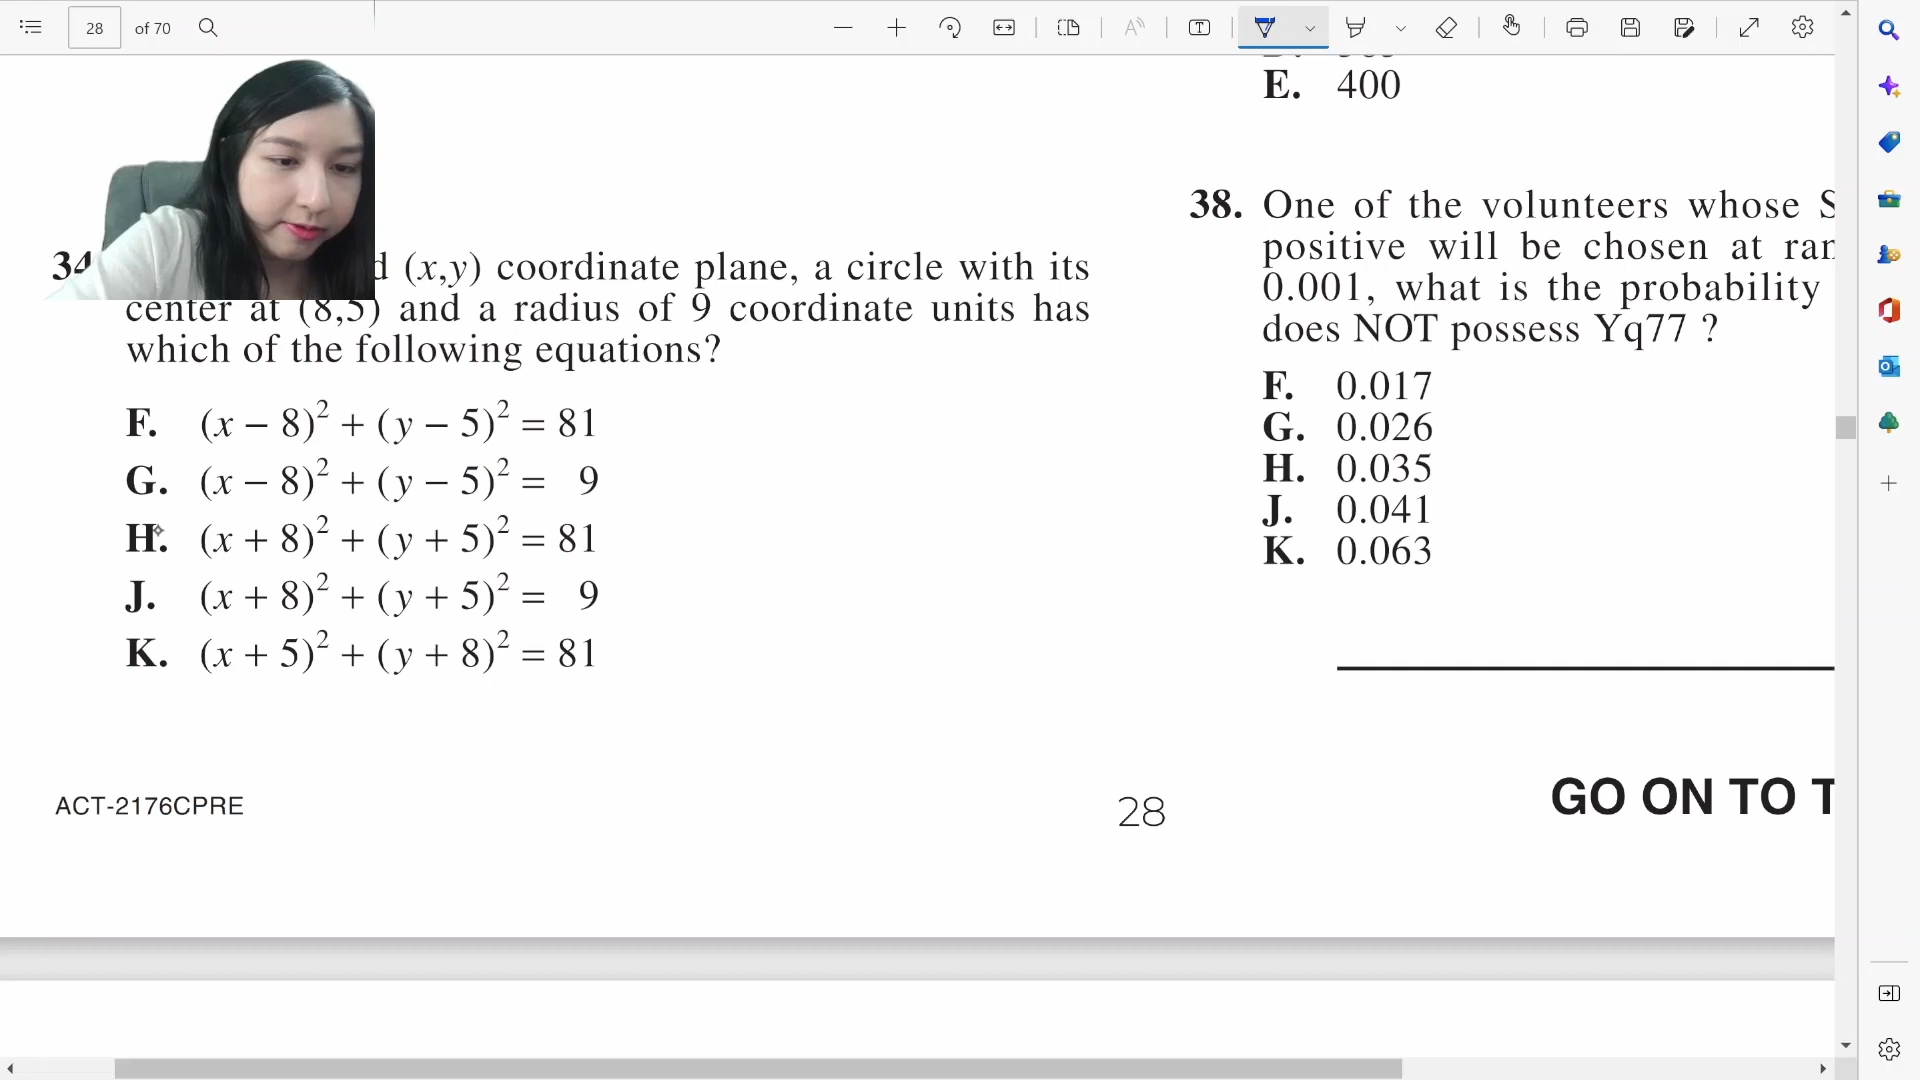 28 of 70
E. 400
34
d (x,y) coordinate plane, a circle with its
center at (8,5) and a radius of 9 coordinate units has
which of the following equations?
F. (x − 8)² + (y − 5)² = 81
G. (x − 8)² + (y − 5)² = 9
H. (x + 8)² + (y + 5)² = 81
J. (x + 8)² + (y + 5)² = 9
K. (x + 5)² + (y + 8)² = 81
ACT-2176CPRE
28
38. One of the volunteers whose S
positive will be chosen at ran
0.001, what is the probability
does NOT possess Yq77 ?
F. 0.017
G. 0.026
H. 0.035
J. 0.041
K. 0.063
GO ON TO T